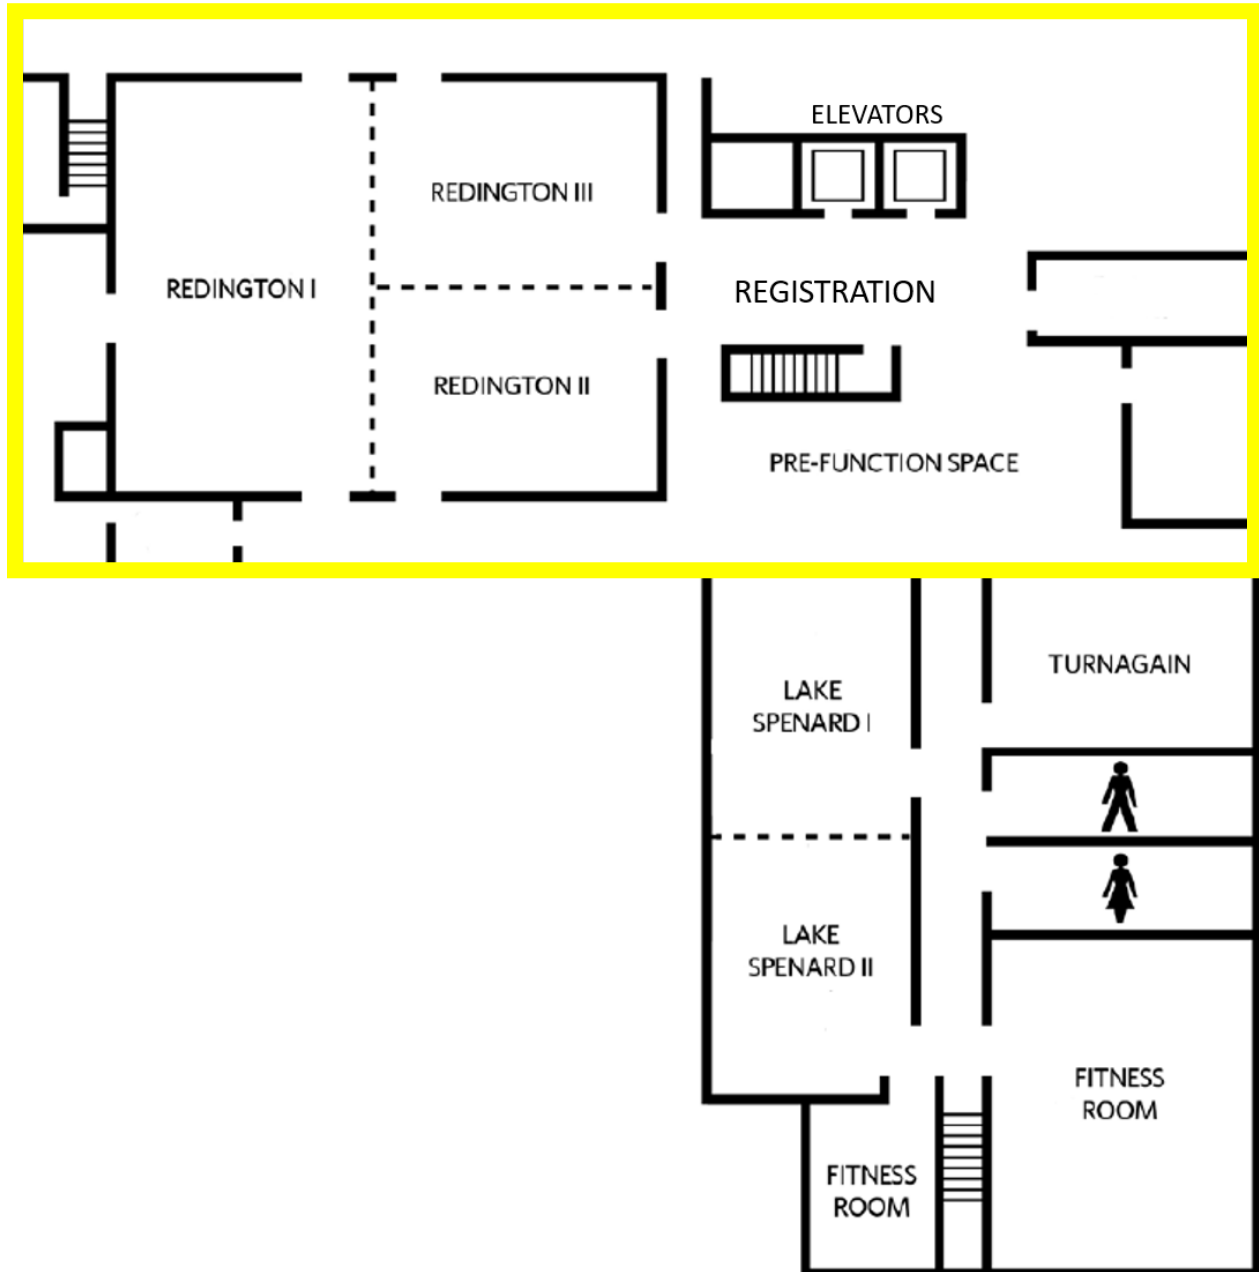 ELEVATORS
REDINGTON III
REDINGTON I
REGISTRATION
REDINGTON II
PRE-FUNCTION SPACE
TURNAGAIN
LAKE
SPENARD I
LAKE
SPENARD II
FITNESS
ROOM
FITNESS
ROOM